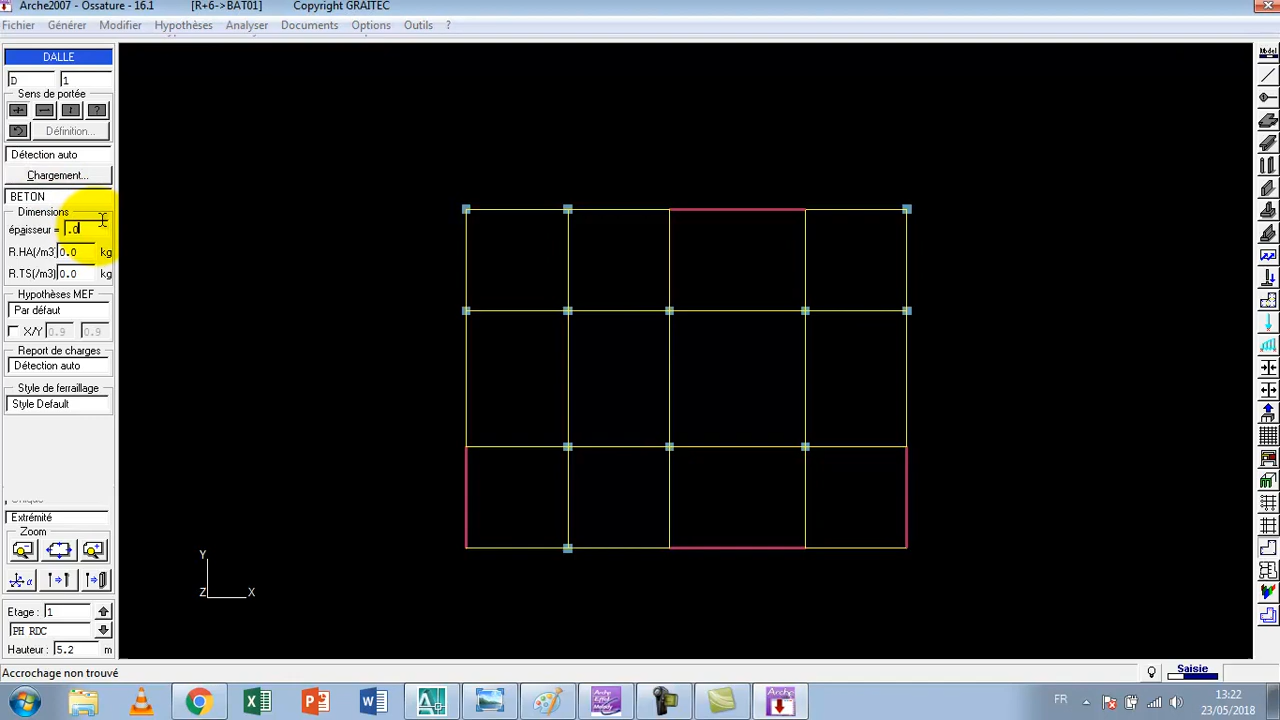 Arche2007 - Ossature - 16.1 [R+6->BAT01] Copyright GRAITEC
Fichier Générer Modifier Hypothèses Analyser Documents Options Outils ?
DALLE
D 1
Sens de portée
?
Définition...
Détection auto
Chargement...
BETON
Dimensions
épaisseur = .0
R.HA(/m3) 0.0 kg
R.TS(/m3) 0.0 kg
Hypothèses MEF
Par défaut
X/Y 0.9 0.9
Report de charges
Détection auto
Style de ferraillage
Style Default
Extrémité
Zoom
Etage : 1
PH RDC
Hauteur : 5.2 m
Y
Z X
Accrochage non trouvé
Saisie
FR
13:22
23/05/2018